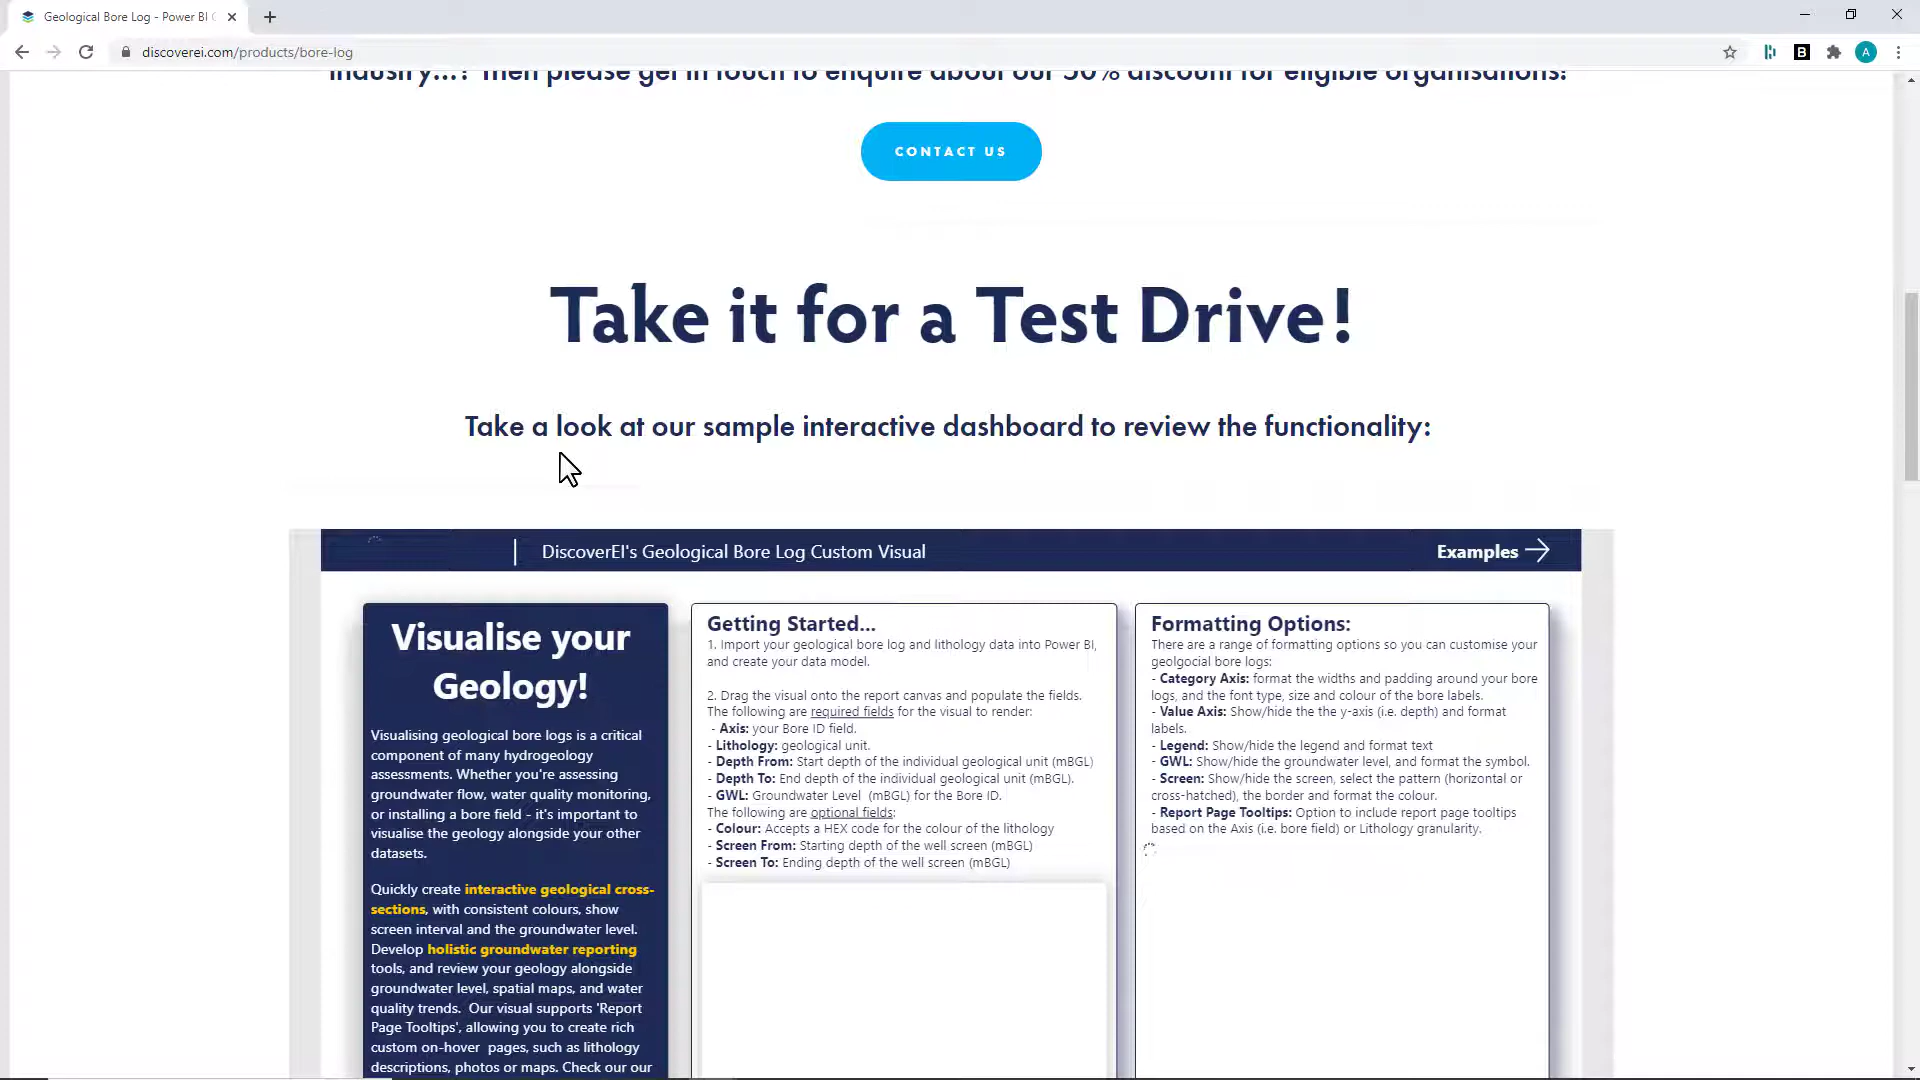 Geological Bore Log - Power BI
discoverei.com/products/bore-log
B
A
industry...? Then please get in touch to enquire about our 50% discount for eligible organisations!
CONTACT US
Take it for a Test Drive!
Take a look at our sample interactive dashboard to review the functionality:
DiscoverEI's Geological Bore Log Custom Visual
Examples
Visualise your
Geology!
Visualising geological bore logs is a critical
component of many hydrogeology
assessments. Whether you're assessing
groundwater flow, water quality monitoring,
or installing a bore field - it's important to
visualise the geology alongside your other
datasets.
Quickly create interactive geological cross-
sections, with consistent colours, show
screen interval and the groundwater level.
Develop holistic groundwater reporting
tools, and review your geology alongside
groundwater level, spatial maps, and water
quality trends. Our visual supports 'Report
Page Tooltips', allowing you to create rich
custom on-hover pages, such as lithology
descriptions, photos or maps. Check our our
Getting Started...
1. Import your geological bore log and lithology data into Power BI,
and create your data model.
2. Drag the visual onto the report canvas and populate the fields.
The following are required fields for the visual to render:
- Axis: your Bore ID field.
- Lithology: geological unit.
- Depth From: Start depth of the individual geological unit (mBGL)
- Depth To: End depth of the individual geological unit (mBGL).
- GWL: Groundwater Level (mBGL) for the Bore ID.
The following are optional fields:
- Colour: Accepts a HEX code for the colour of the lithology
- Screen From: Starting depth of the well screen (mBGL)
- Screen To: Ending depth of the well screen (mBGL)
Formatting Options:
There are a range of formatting options so you can customise your
geolgocial bore logs:
- Category Axis: format the widths and padding around your bore
logs, and the font type, size and colour of the bore labels.
- Value Axis: Show/hide the the y-axis (i.e. depth) and format
labels.
- Legend: Show/hide the legend and format text
- GWL: Show/hide the groundwater level, and format the symbol.
- Screen: Show/hide the screen, select the pattern (horizontal or
cross-hatched), the border and format the colour.
- Report Page Tooltips: Option to include report page tooltips
based on the Axis (i.e. bore field) or Lithology granularity.